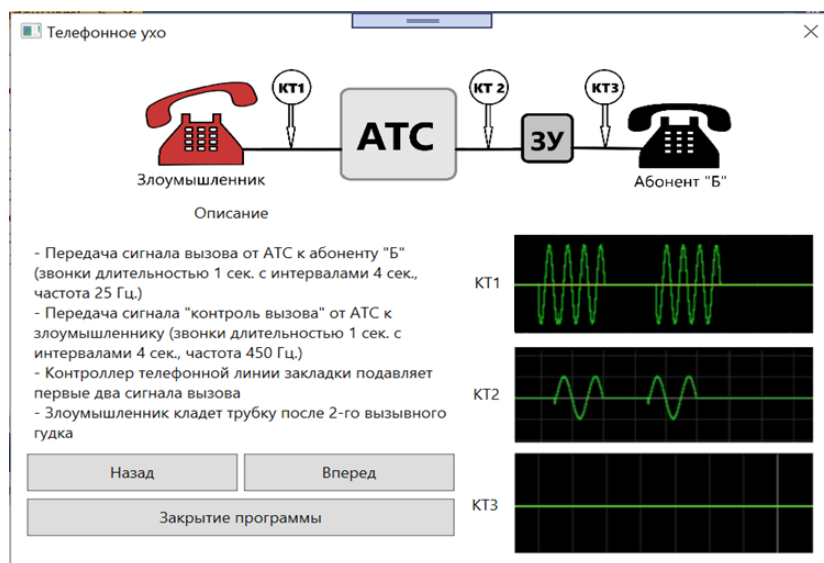 Телефонное ухо
КТ1
КТ 2
КТ3
АТС
ЗУ
Злоумышленник
Абонент "Б"
Описание
- Передача сигнала вызова от АТС к абоненту "Б"
(звонки длительностью 1 сек. с интервалами 4 сек.,
частота 25 Гц.)
- Передача сигнала "контроль вызова" от АТС к
злоумышленнику (звонки длительностью 1 сек. с
интервалами 4 сек., частота 450 Гц.)
- Контроллер телефонной линии закладки подавляет
первые два сигнала вызова
- Злоумышленник кладет трубку после 2-го вызывного
гудка
КТ1
КТ2
КТ3
Назад
Вперед
Закрытие программы